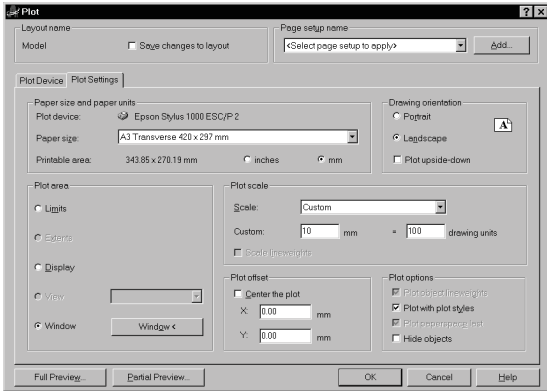 Plot
Layout name
Model
Save changes to layout
Page setup name
<Select page setup to apply>
Add...
Plot Device
Plot Settings
Paper size and paper units
Plot device: Epson Stylus 1000 ESC/P 2
Paper size: A3 Transverse 420 x 297 mm
Printable area: 343.85 x 270.19 mm inches mm
Drawing orientation
Portrait
Landscape
A
Plot upside-down
Plot area
Limits
Extents
Display
View
Window
Window <
Plot scale
Scale: Custom
Custom: 10 mm = 100 drawing units
Scale lineweights
Plot offset
Center the plot
X: 0.00 mm
Y: 0.00 mm
Plot options
Plot object lineweights
Plot with plot styles
Plot paperspace last
Hide objects
Full Preview...
Partial Preview...
OK
Cancel
Help